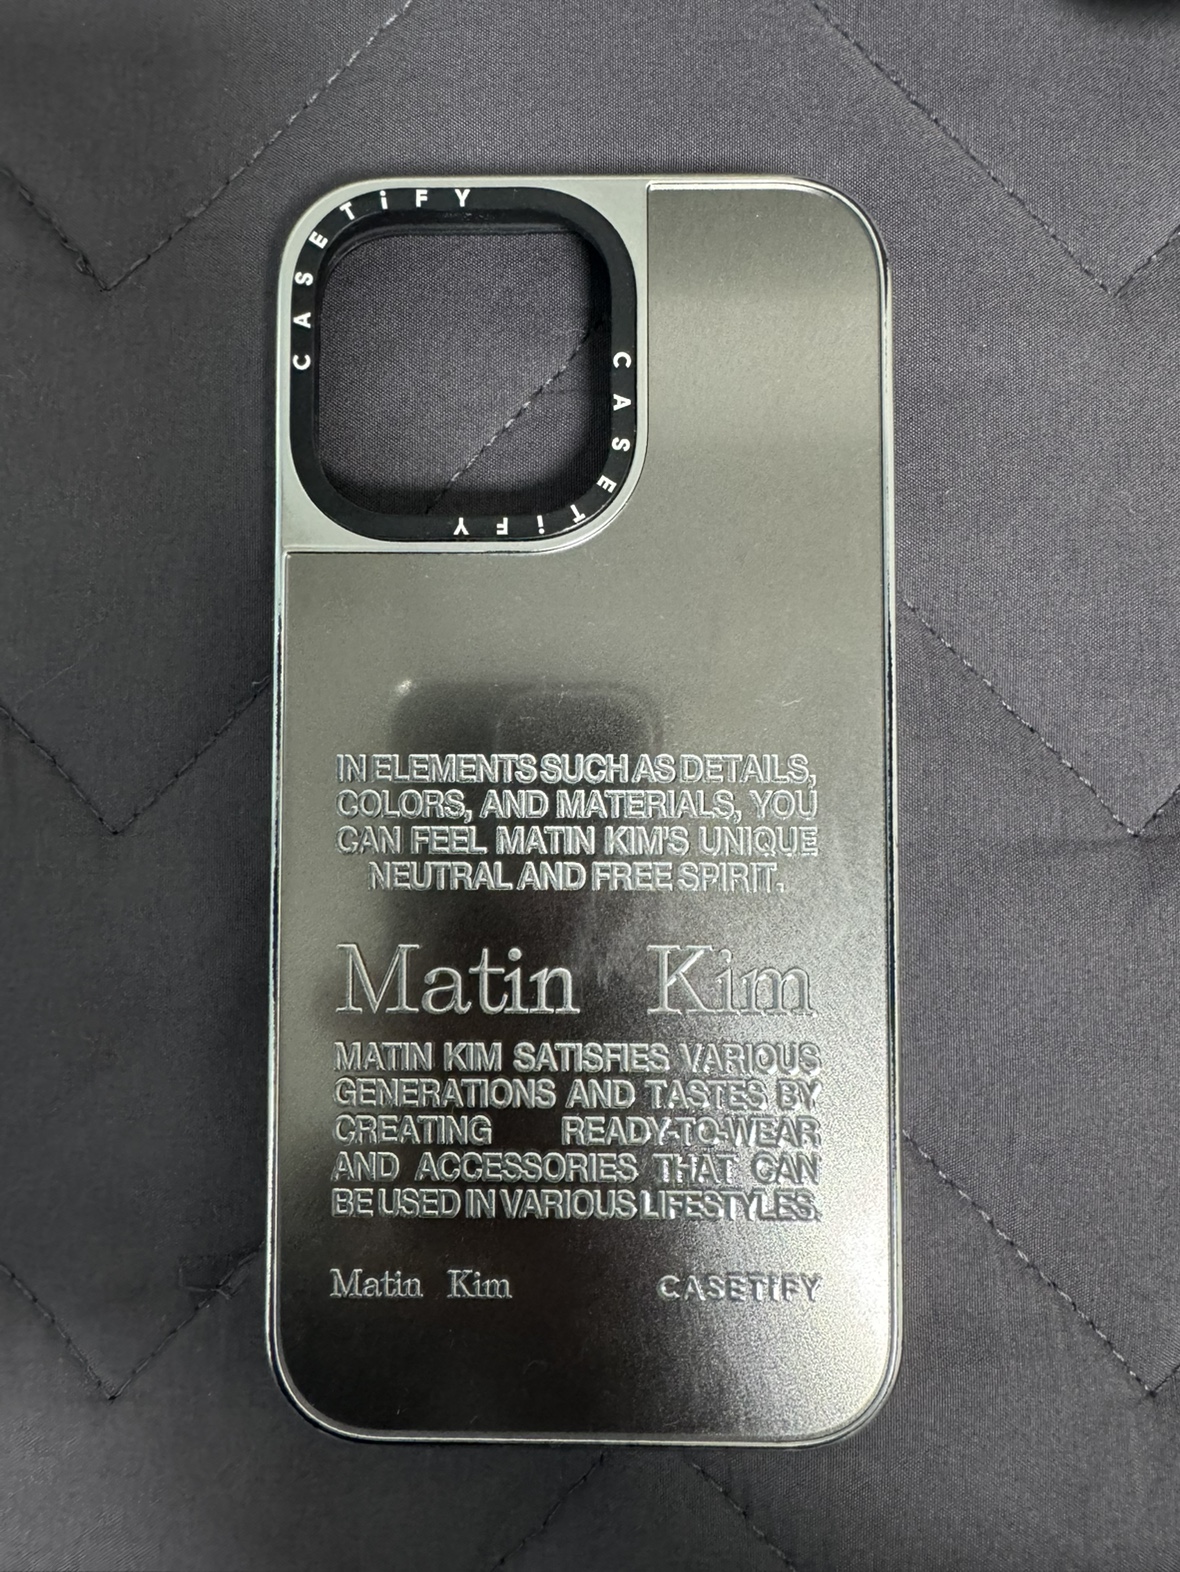 CASETiFY
CASETiFY
IN ELEMENTS SUCH AS DETAILS,
COLORS, AND MATERIALS, YOU
CAN FEEL MATIN KIM'S UNIQUE
NEUTRAL AND FREE SPIRIT.
Matin Kim
MATIN KIM SATISFIES VARIOUS
GENERATIONS AND TASTES BY
CREATING READY-TO-WEAR
AND ACCESSORIES THAT CAN
BE USED IN VARIOUS LIFESTYLES.
Matin Kim CASETiFY